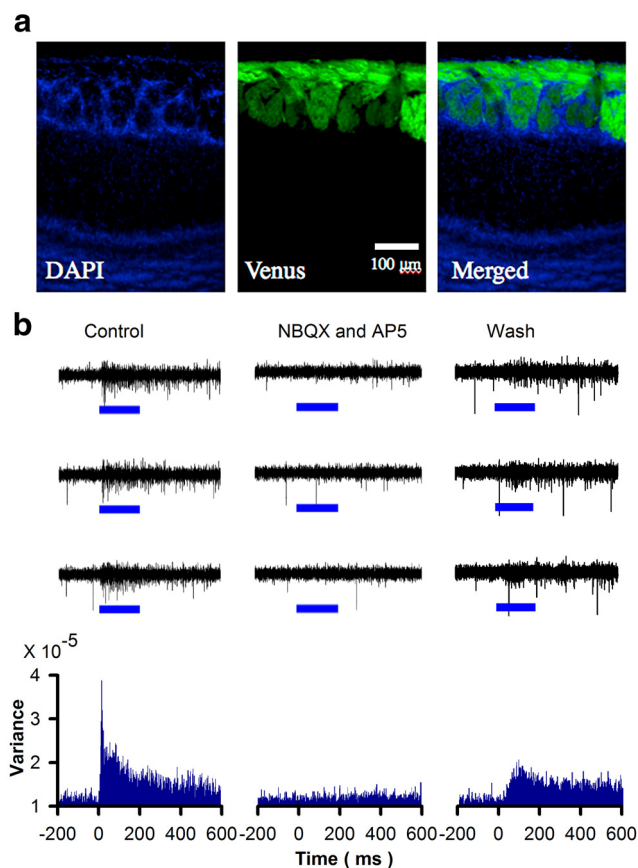 a
DAPI
Venus
100 µm
Merged
b
Control
NBQX and AP5
Wash
X 10 -5
4
3
2
1
Variance
-200 0 200 400 600
-200 0 200 400 600
-200 0 200 400 600
Time ( ms )